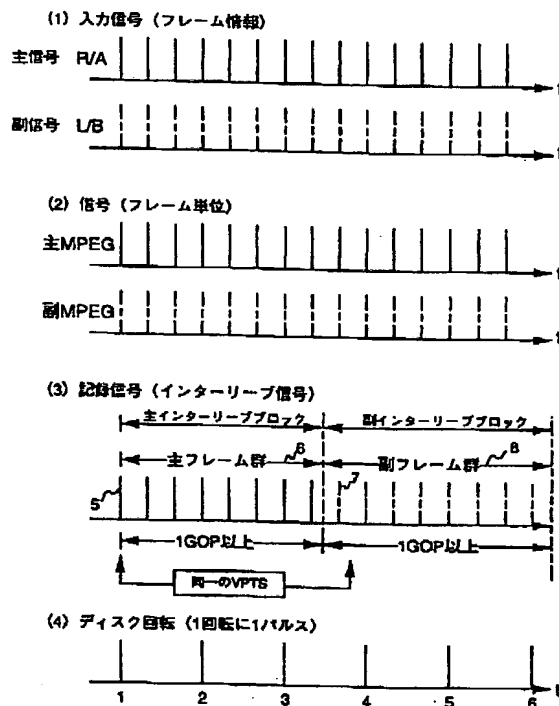 (1) 入力信号 (フレーム情報)
主信号 R/A
t
副信号 L/B
t
(2) 信号 (フレーム単位)
主MPEG
t
副MPEG
t
(3) 記録信号 (インターリーブ信号)
主インターリーブブロック 副インターリーブブロック
主フレーム群 6 副フレーム群 8
5 7
1GOP以上 1GOP以上
同一のVPTS
(4) ディスク回転 (1回転に1パルス)
1 2 3 4 5 6 t